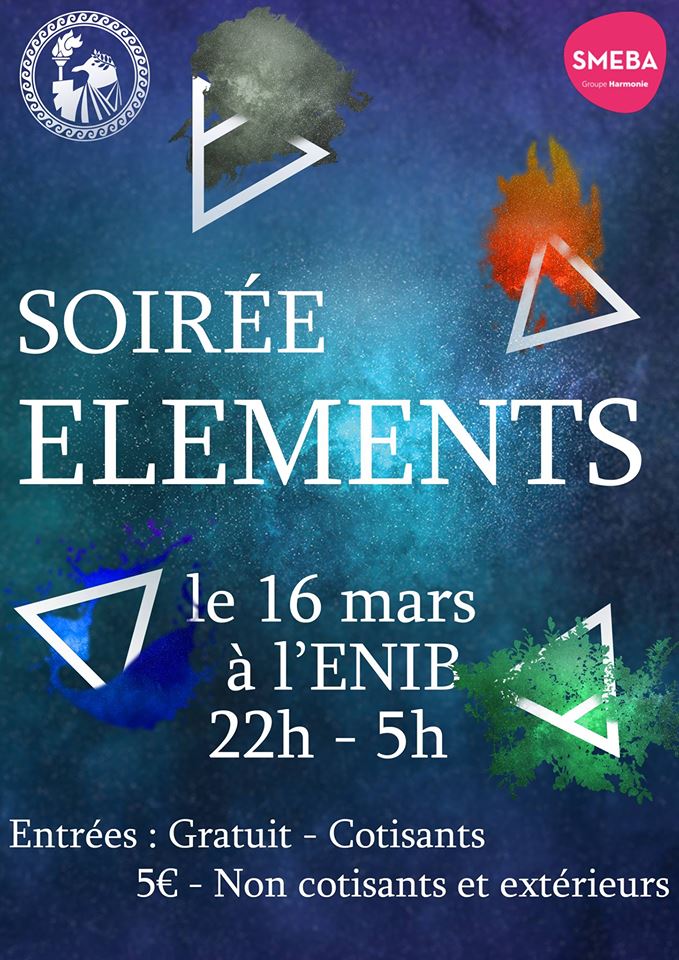 SMEBA
Groupe Harmonie
SOIRÉE
ELEMENTS
le 16 mars
à l'ENIB
22h - 5h
Entrées : Gratuit - Cotisants
5€ - Non cotisants et extérieurs